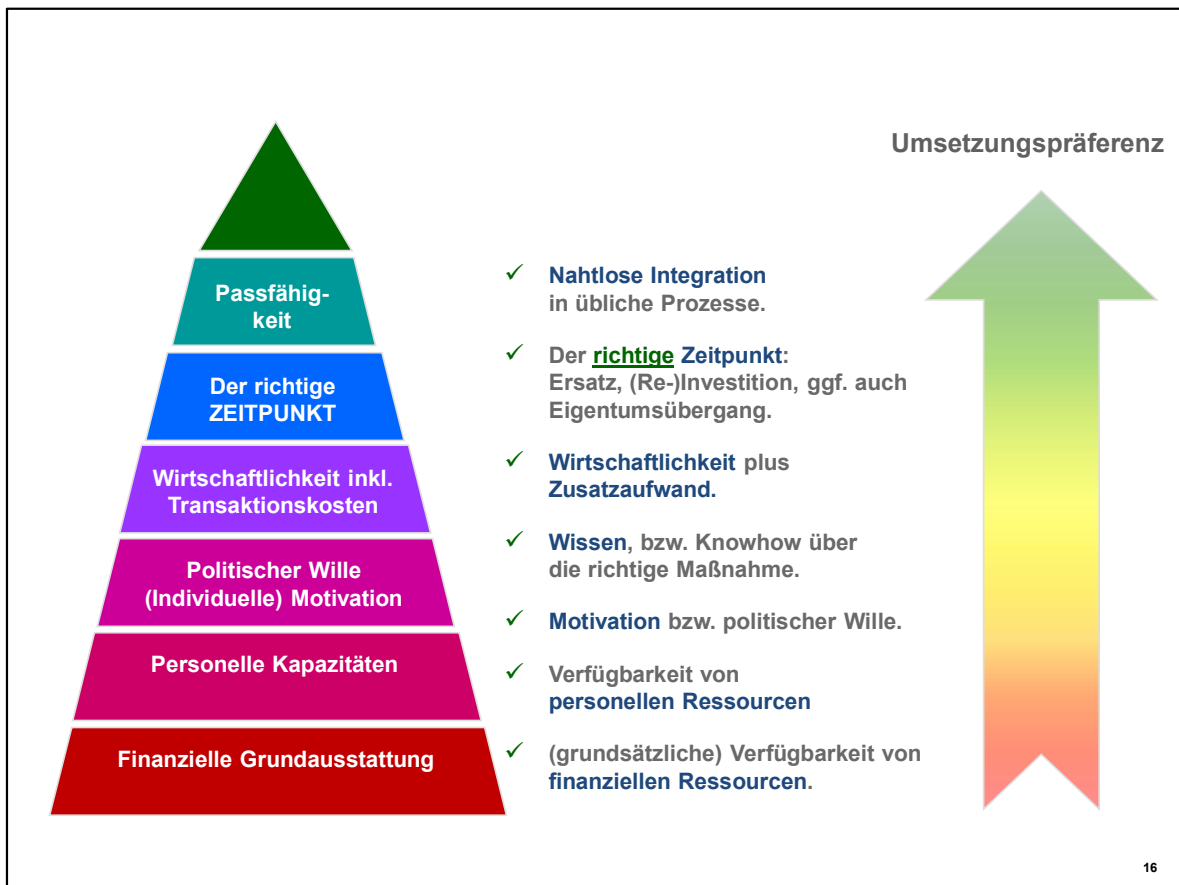 Umsetzungspräferenz
Passfähig-
keit
Der richtige
ZEITPUNKT
Wirtschaftlichkeit inkl.
Transaktionskosten
Politischer Wille
(Individuelle) Motivation
Personelle Kapazitäten
Finanzielle Grundausstattung
✓ Nahtlose Integration
in übliche Prozesse.
✓ Der richtige Zeitpunkt:
Ersatz, (Re-)Investition, ggf. auch
Eigentumsübergang.
✓ Wirtschaftlichkeit plus
Zusatzaufwand.
✓ Wissen, bzw. Knowhow über
die richtige Maßnahme.
✓ Motivation bzw. politischer Wille.
✓ Verfügbarkeit von
personellen Ressourcen
✓ (grundsätzliche) Verfügbarkeit von
finanziellen Ressourcen.
16